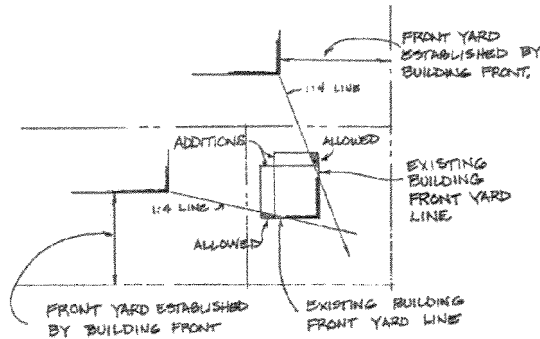 FRONT YARD
ESTABLISHED BY
BUILDING FRONT.
1:4 LINE
ADDITIONS
ALLOWED
EXISTING
BUILDING
FRONT YARD
LINE
1:4 LINE
ALLOWED
FRONT YARD ESTABLISHED
BY BUILDING FRONT
EXISTING BUILDING
FRONT YARD LINE